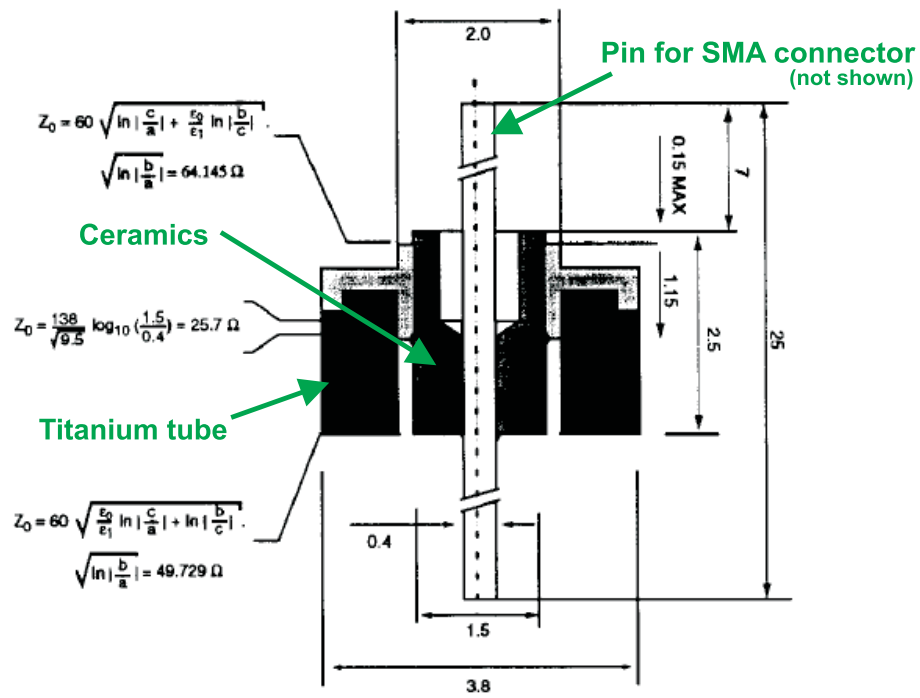 2.0
Pin for SMA connector
(not shown)
Z₀ = 60 √(ln |c/a| + ε₀/ε₁ ln |b/c|) .
√(ln |b/a|) = 64.145 Ω
0.15 MAX
7
Ceramics
1.15
2.5
25
Z₀ = 138/√9.5 log₁₀ (1.5/0.4) = 25.7 Ω
Titanium tube
Z₀ = 60 √(ε₀/ε₁ ln |c/a| + ln |b/c|) .
√(ln |b/a|) = 49.729 Ω
0.4
1.5
3.8